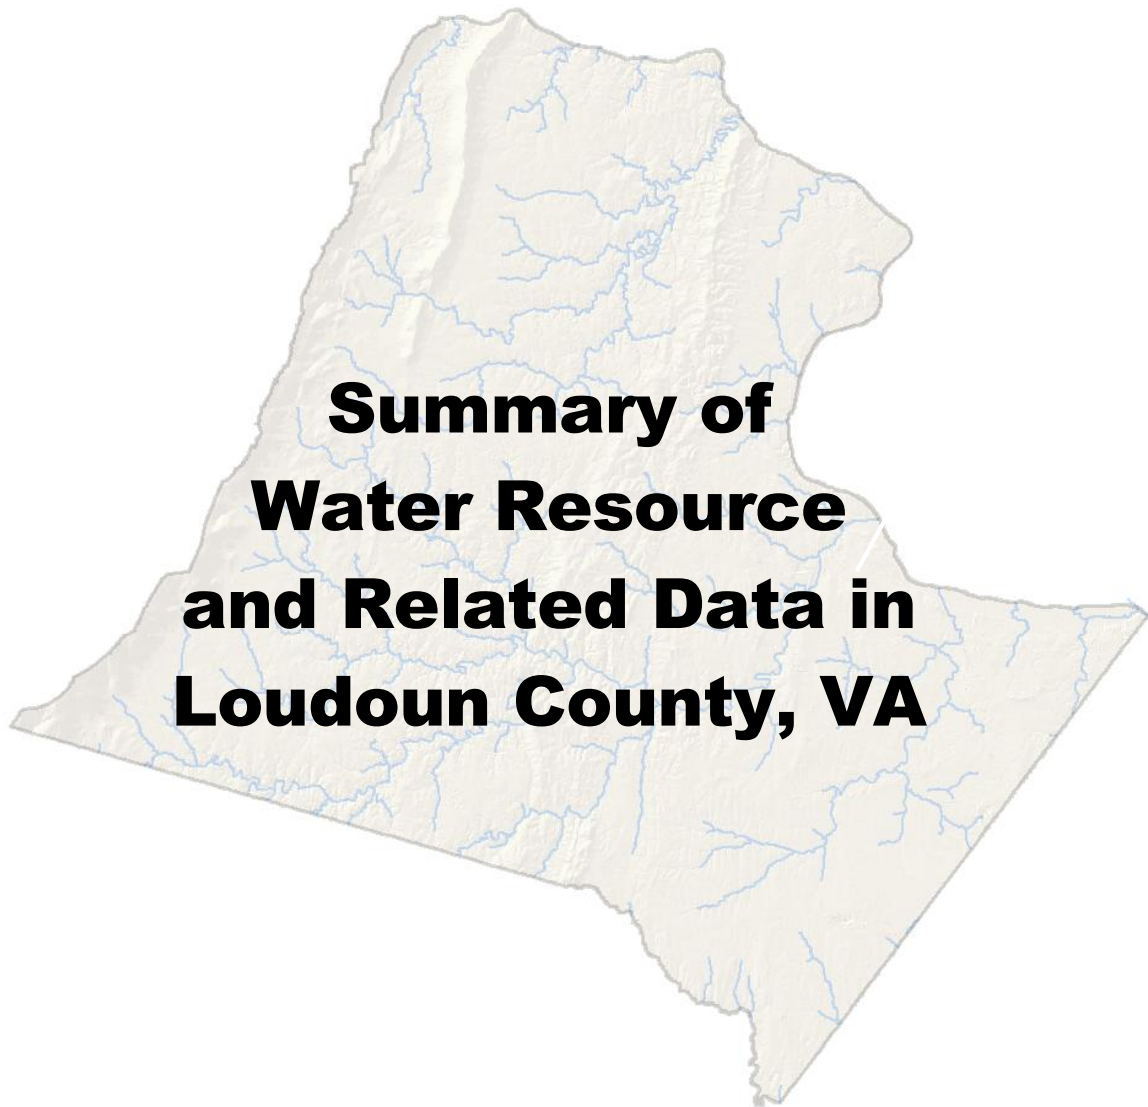 Summary of
Water Resource
and Related Data in
Loudoun County, VA